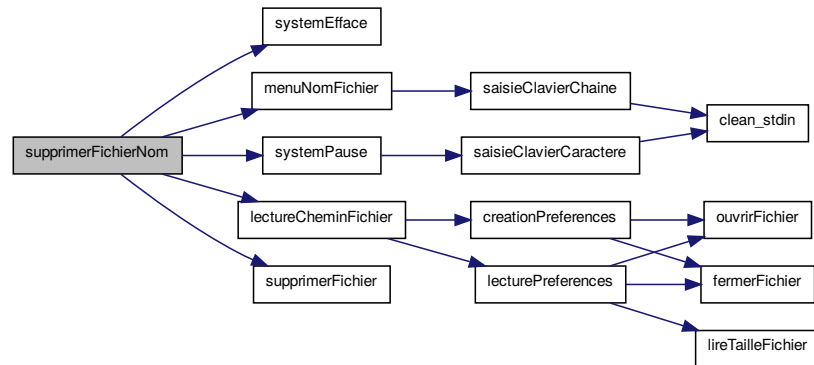 systemEfface
menuNomFichier
saisieClavierChaine
clean_stdin
supprimerFichierNom
systemPause
saisieClavierCaractere
lectureCheminFichier
creationPreferences
ouvrirFichier
supprimerFichier
lecturePreferences
fermerFichier
lireTailleFichier